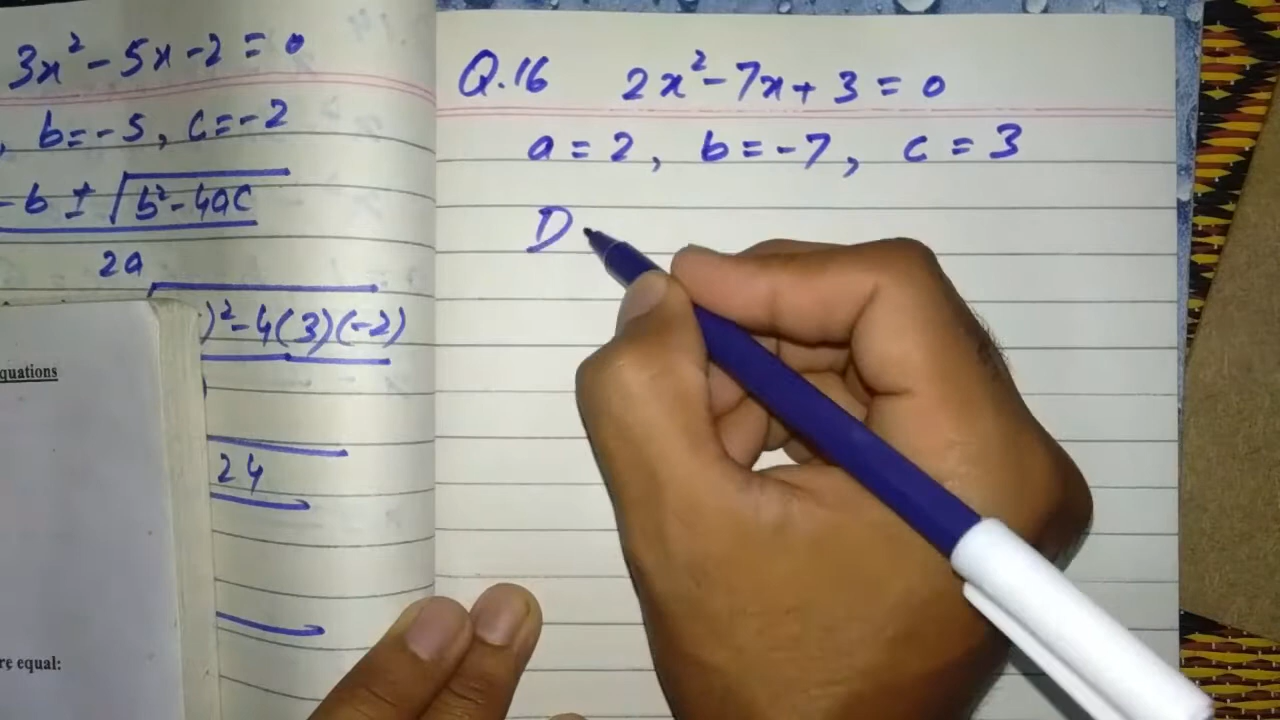 3x² - 5x - 2 = 0
, b = -5, c = -2
-b ± √b² - 4ac
2a
)² - 4(3)(-2)
24
quations
re equal:
Q.16 2x² - 7x + 3 = 0
a = 2, b = -7, c = 3
D